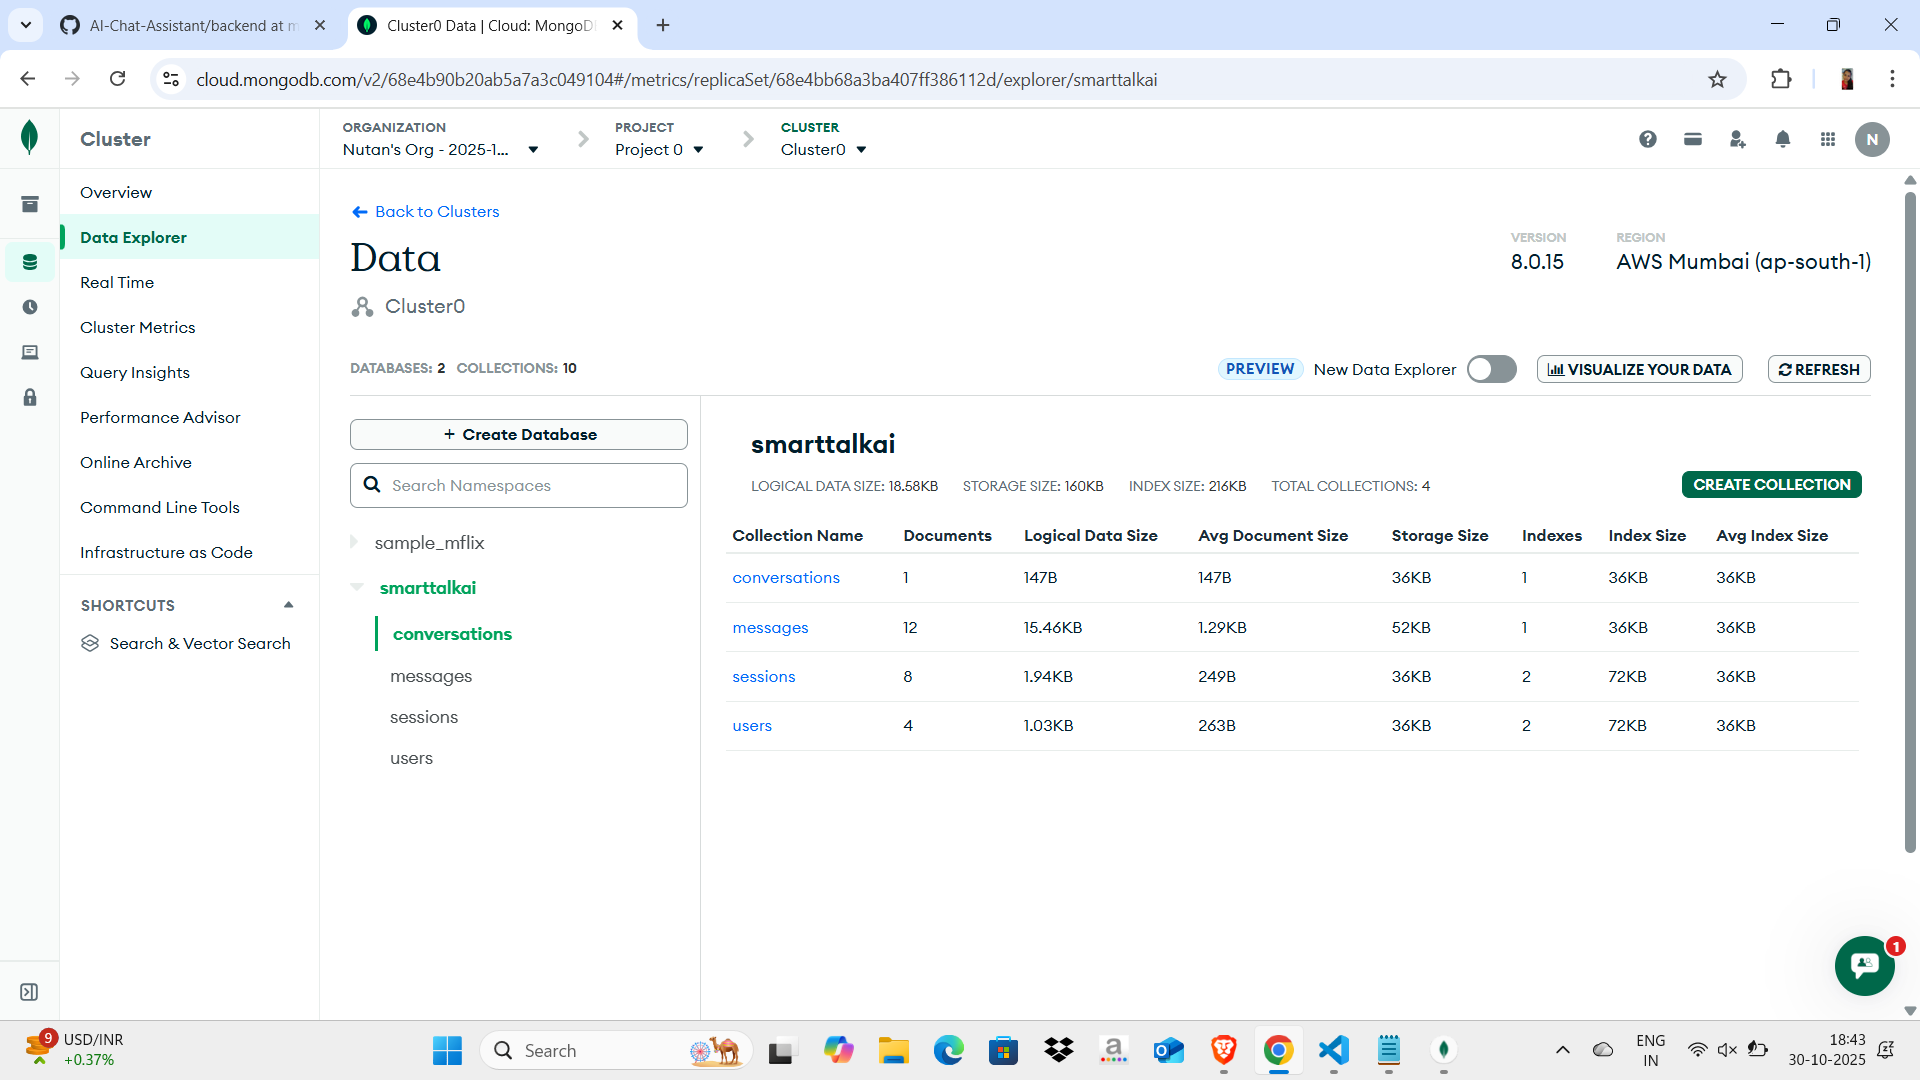 AI-Chat-Assistant/backend at m
Cluster0 Data | Cloud: MongoD
cloud.mongodb.com/v2/68e4b90b20ab5a7a3c049104#/metrics/replicaSet/68e4bb68a3ba407ff386112d/explorer/smarttalkai
Cluster
ORGANIZATION
Nutan's Org - 2025-1...
PROJECT
Project 0
CLUSTER
Cluster0
N
Overview
Data Explorer
Real Time
Cluster Metrics
Query Insights
Performance Advisor
Online Archive
Command Line Tools
Infrastructure as Code
SHORTCUTS
Search & Vector Search
Back to Clusters
Data
Cluster0
VERSION
8.0.15
REGION
AWS Mumbai (ap-south-1)
DATABASES: 2 COLLECTIONS: 10
PREVIEW New Data Explorer
VISUALIZE YOUR DATA
REFRESH
+ Create Database
Search Namespaces
sample_mflix
smarttalkai
conversations
messages
sessions
users
smarttalkai
LOGICAL DATA SIZE: 18.58KB STORAGE SIZE: 160KB INDEX SIZE: 216KB TOTAL COLLECTIONS: 4
CREATE COLLECTION
Collection Name Documents Logical Data Size Avg Document Size Storage Size Indexes Index Size Avg Index Size
conversations 1 147B 147B 36KB 1 36KB 36KB
messages 12 15.46KB 1.29KB 52KB 1 36KB 36KB
sessions 8 1.94KB 249B 36KB 2 72KB 36KB
users 4 1.03KB 263B 36KB 2 72KB 36KB
1
9
USD/INR
+0.37%
Search
a
ENG
IN
18:43
30-10-2025